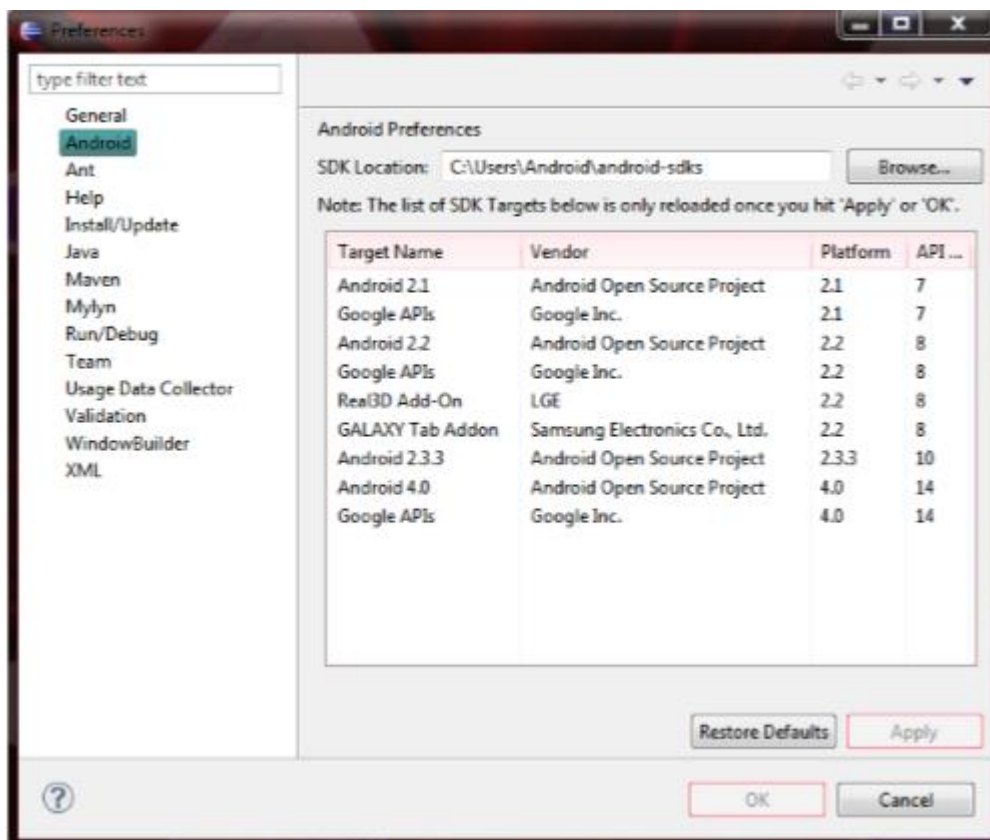 Preferences
type filter text
General
Android
Ant
Help
Install/Update
Java
Maven
Mylyn
Run/Debug
Team
Usage Data Collector
Validation
WindowBuilder
XML
Android Preferences
SDK Location: C:\Users\Android\android-sdks Browse...
Note: The list of SDK Targets below is only reloaded once you hit 'Apply' or 'OK'.
Target Name Vendor Platform API ...
Android 2.1 Android Open Source Project 2.1 7
Google APIs Google Inc. 2.1 7
Android 2.2 Android Open Source Project 2.2 8
Google APIs Google Inc. 2.2 8
Real3D Add-On LGE 2.2 8
GALAXY Tab Addon Samsung Electronics Co., Ltd. 2.2 8
Android 2.3.3 Android Open Source Project 2.3.3 10
Android 4.0 Android Open Source Project 4.0 14
Google APIs Google Inc. 4.0 14
Restore Defaults Apply
? OK Cancel